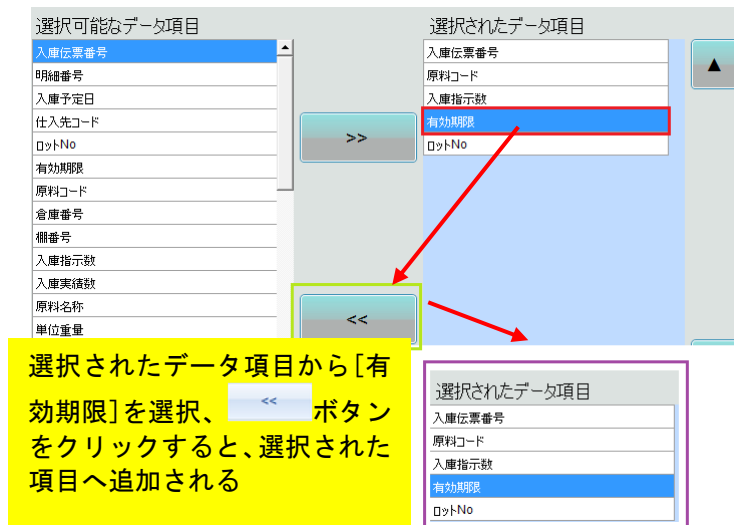 選択可能なデータ項目
入庫伝票番号
明細番号
入庫予定日
仕入先コード
ロットNo
有効期限
原料コード
倉庫番号
棚番号
入庫指示数
入庫実績数
原料名称
単位重量
>>
<<
選択されたデータ項目
入庫伝票番号
原料コード
入庫指示数
有効期限
ロットNo
▲
選択されたデータ項目から[有
効期限]を選択、 << ボタン
をクリックすると、選択された
項目へ追加される
選択されたデータ項目
入庫伝票番号
原料コード
入庫指示数
有効期限
ロットNo